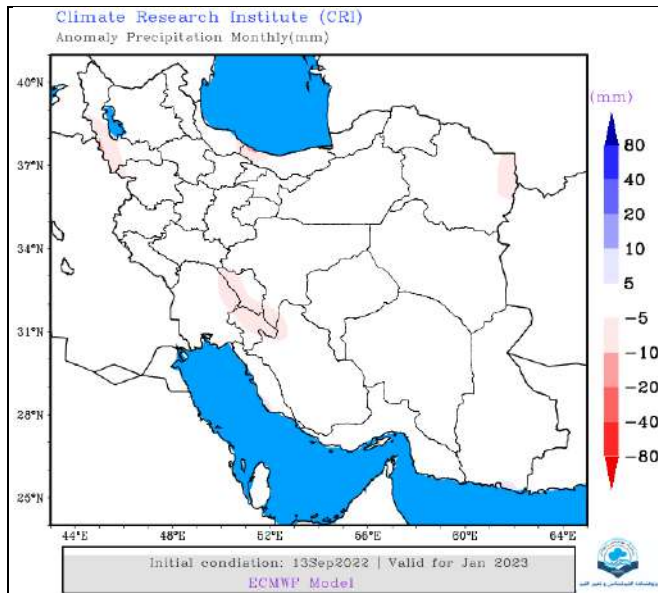 Climate Research Institute (CRI)
Anomaly Precipitation Monthly(mm)
(mm)
40°N
37°N
34°N
31°N
28°N
26°N
44°E
48°E
52°E
56°E
60°E
64°E
80
40
20
10
5
−5
−10
−20
−40
−80
Initial condiation: 13Sep2022 | Valid for Jan 2023
ECMWF Model